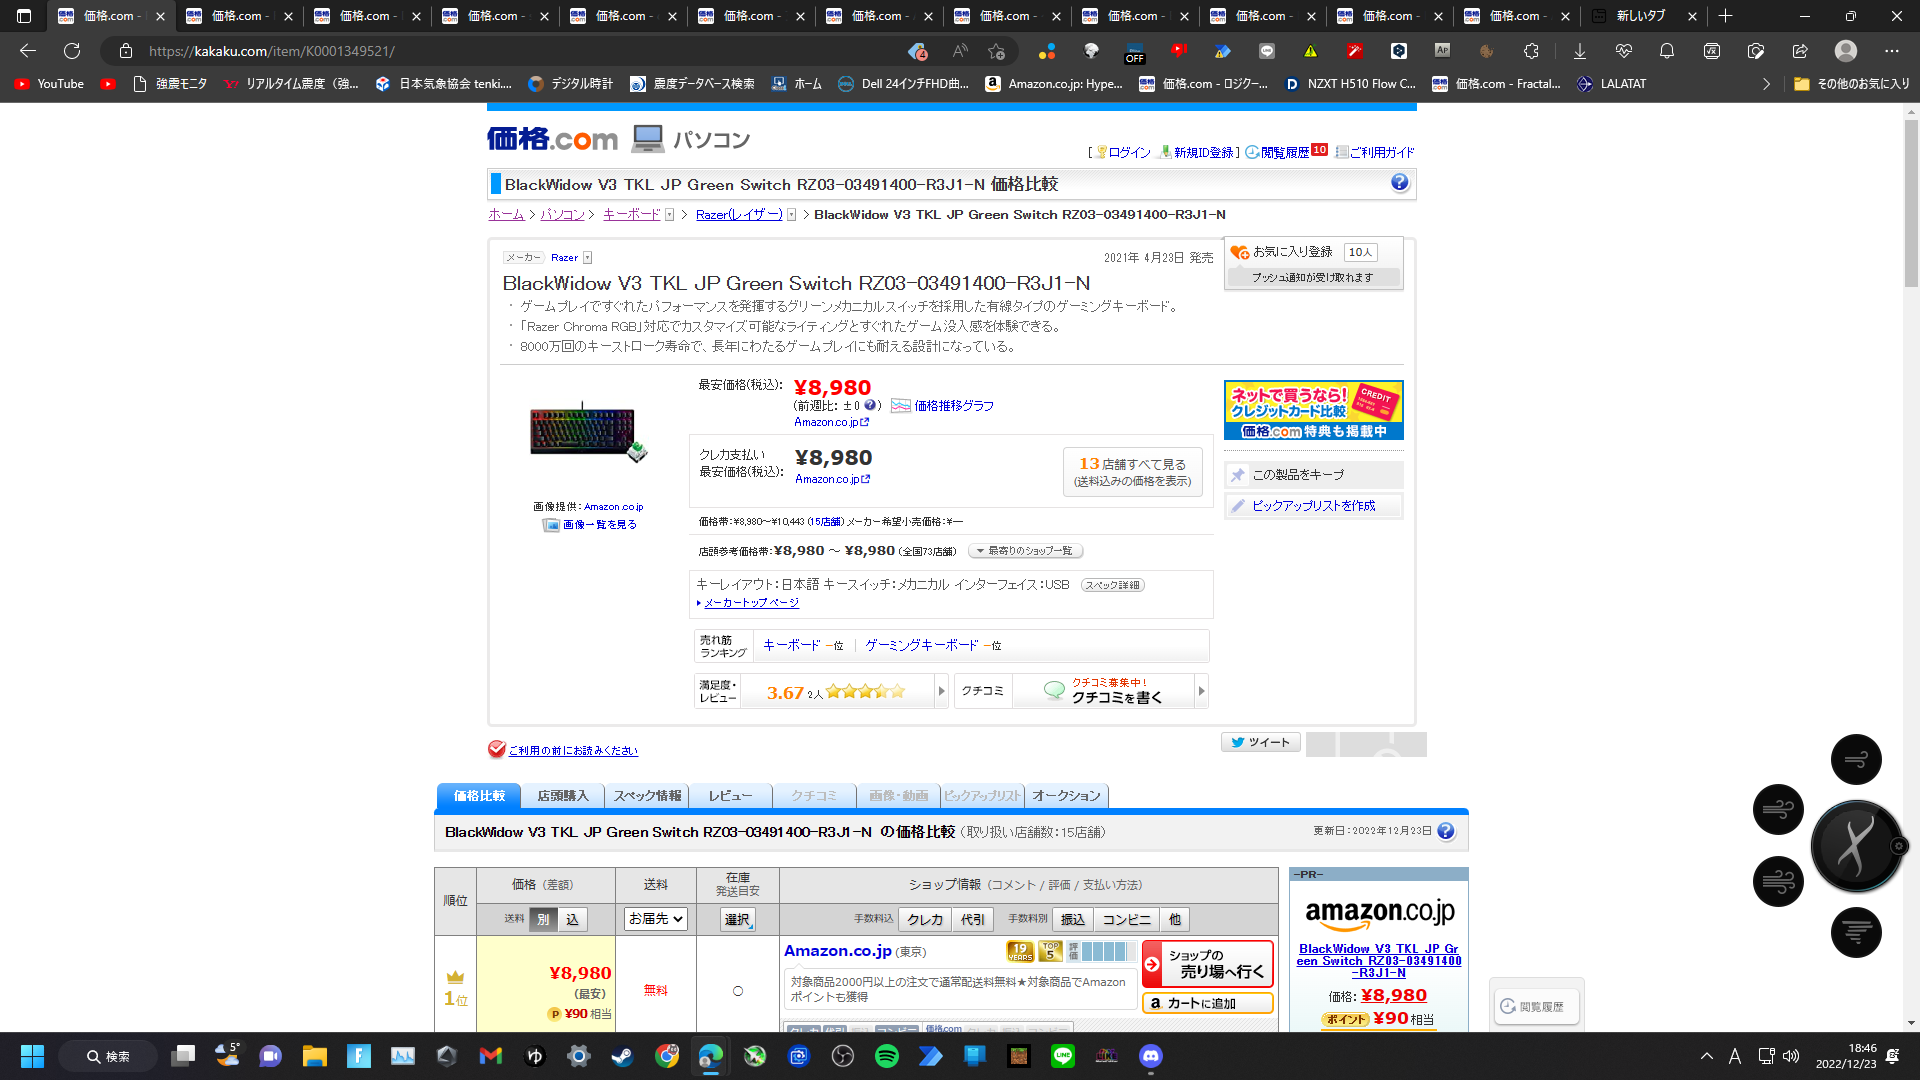 価格.com -
価格.com -
価格.com -
価格.com -
価格.com -
価格.com -
価格.com -
価格.com -
価格.com -
価格.com -
価格.com -
価格.com -
新しいタブ
https://kakaku.com/item/K0001349521/
4
OFF
AP
YouTube
強震モニタ
リアルタイム震度（強...
日本気象協会 tenki....
デジタル時計
震度データベース検索
ホーム
Dell 24インチFHD曲...
Amazon.co.jp: Hype...
価格.com - ロジクー...
NZXT H510 Flow C...
価格.com - Fractal...
LALATAT
その他のお気に入り
価格.com パソコン
[ ログイン 新規ID登録 ] 閲覧履歴 10 ご利用ガイド
BlackWidow V3 TKL JP Green Switch RZ03-03491400-R3J1-N 価格比較
ホーム > パソコン > キーボード > Razer(レイザー) > BlackWidow V3 TKL JP Green Switch RZ03-03491400-R3J1-N
メーカー Razer
2021年 4月23日 発売
お気に入り登録 10人
プッシュ通知が受け取れます
BlackWidow V3 TKL JP Green Switch RZ03-03491400-R3J1-N
・ ゲームプレイですぐれたパフォーマンスを発揮するグリーンメカニカルスイッチを採用した有線タイプのゲーミングキーボード。
・ 「Razer Chroma RGB」対応でカスタマイズ可能なライティングとすぐれたゲーム没入感を体験できる。
・ 8000万回のキーストローク寿命で、長年にわたるゲームプレイにも耐える設計になっている。
最安価格(税込)： ¥8,980
(前週比：±0 ) 価格推移グラフ
Amazon.co.jp
クレカ支払い
最安価格(税込)：
¥8,980
Amazon.co.jp
13店舗すべて見る
(送料込みの価格を表示)
価格帯：¥8,980～¥10,443 (15店舗) メーカー希望小売価格：¥―
店頭参考価格帯：¥8,980 ～ ¥8,980 (全国73店舗) 最寄りのショップ一覧
キーレイアウト：日本語 キースイッチ：メカニカル インターフェイス：USB スペック詳細
メーカートップページ
売れ筋
ランキング
キーボード −位 ゲーミングキーボード −位
満足度・
レビュー
3.67 2人
クチコミ
クチコミ募集中！
クチコミを書く
画像提供：Amazon.co.jp
画像一覧を見る
ネットで買うなら!
クレジットカード比較
CREDIT
価格.com 特典も掲載中
この製品をキープ
ピックアップリストを作成
ご利用の前にお読みください
ツイート
価格比較
店頭購入
スペック情報
レビュー
クチコミ
画像・動画
ピックアップリスト
オークション
BlackWidow V3 TKL JP Green Switch RZ03-03491400-R3J1-N の価格比較 （取り扱い店舗数：15店舗）
更新日：2022年12月23日
順位
価格（差額）
送料 別 込
送料
お届先
在庫
発送目安
選択
ショップ情報（コメント / 評価 / 支払い方法）
手数料込 クレカ 代引 手数料別 振込 コンビニ 他
1位
¥8,980
（最安）
P ¥90 相当
無料
○
Amazon.co.jp (東京)
19 YEARS
TOP 5
評価
対象商品2000円以上の注文で通常配送料無料★対象商品でAmazon
ポイントも獲得
ショップの
売り場へ行く
カートに追加
クレカ 代引 振込 コンビニ 価格.com クレカ 代引 振込 コンビニ
-PR-
amazon.co.jp
BlackWidow V3 TKL JP Gr
een Switch RZ03-03491400
-R3J1-N
価格: ¥8,980
ポイント ¥90 相当
閲覧履歴
検索
5°
ゆ
LINE
A
18:46
2022/12/23